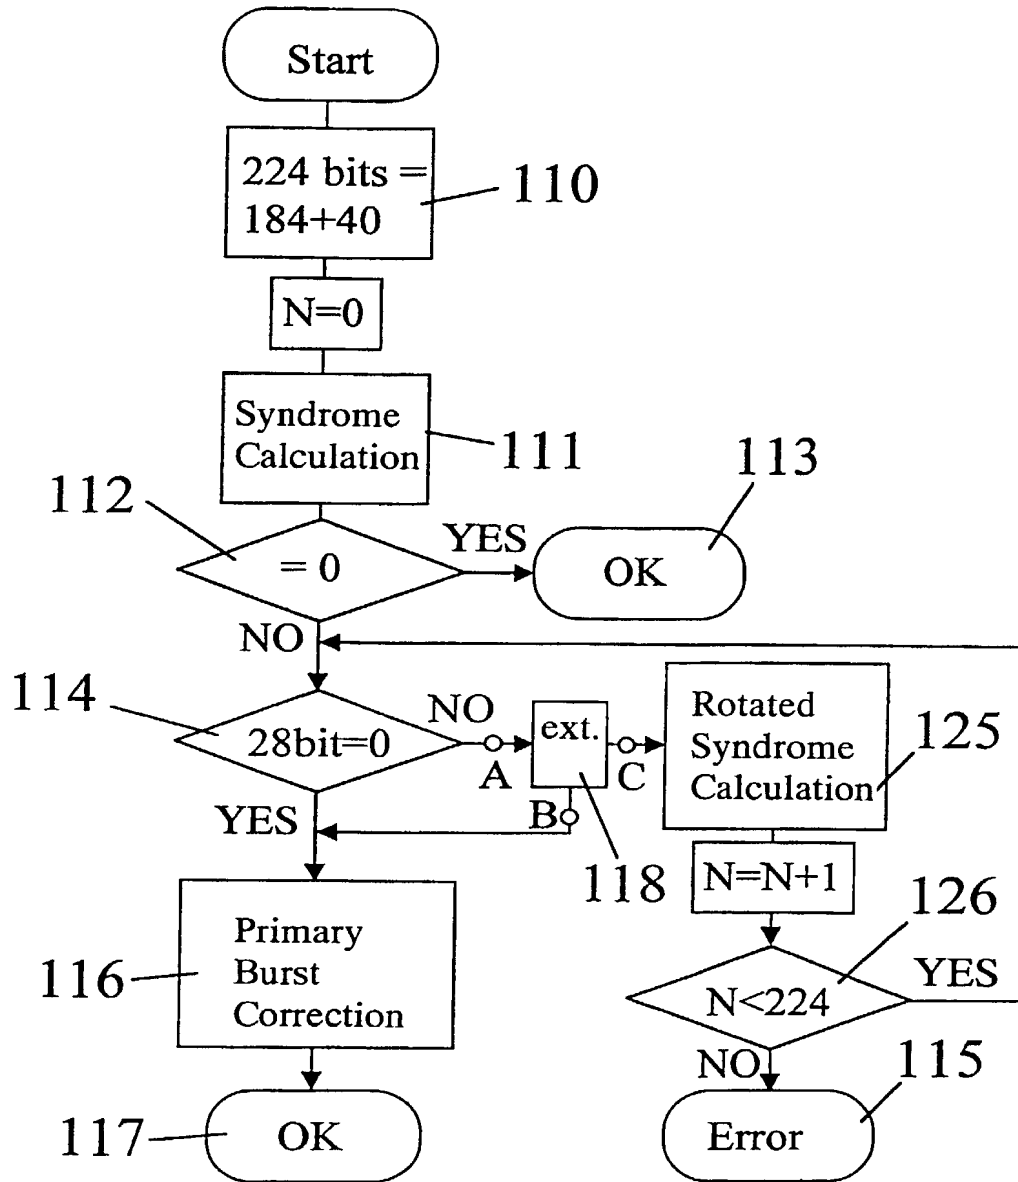 Start
224 bits =
184+40
110
N=0
Syndrome
Calculation
111
113
112
= 0
YES
OK
NO
114
28bit=0
NO
A
ext.
C
B
118
Rotated
Syndrome
Calculation
125
YES
N=N+1
126
116
Primary
Burst
Correction
N<224
YES
NO
115
117
OK
Error